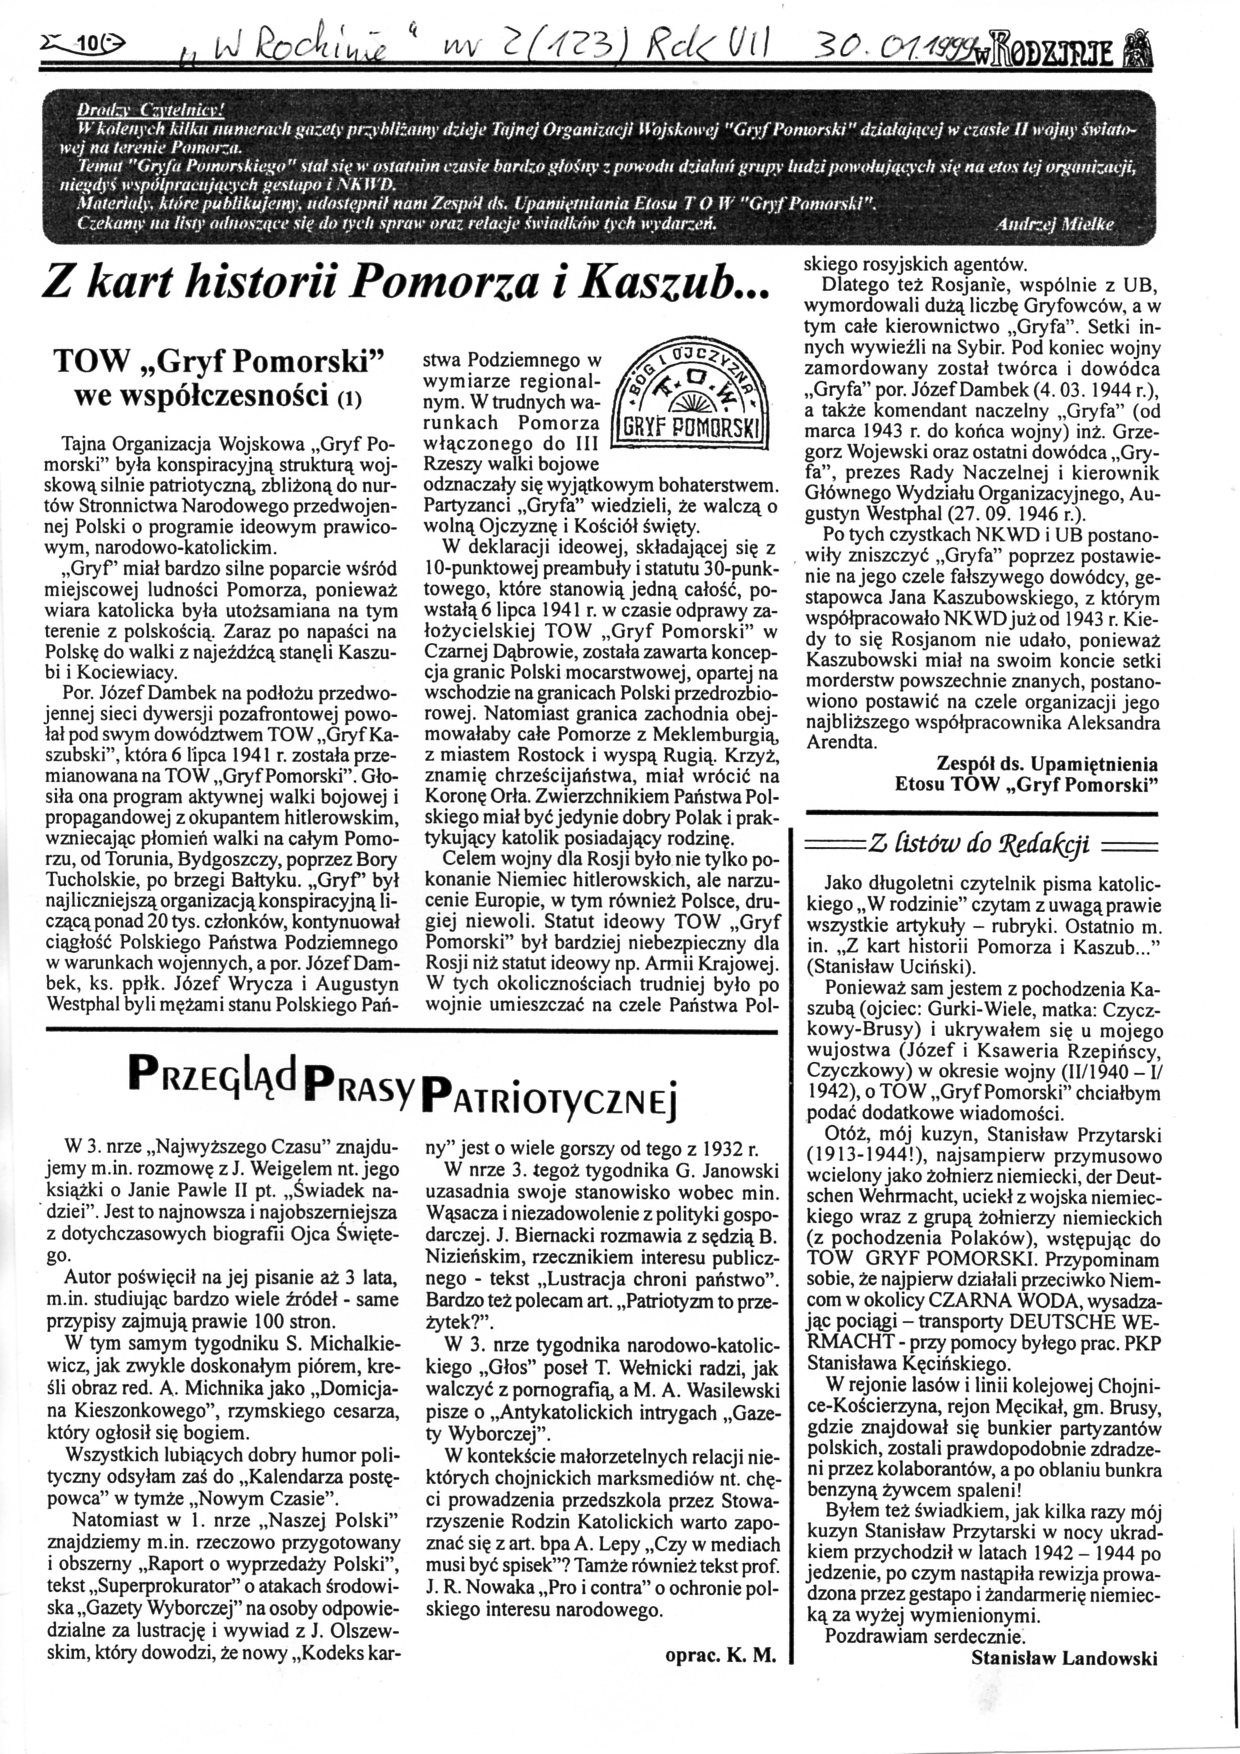 10
„W Rodzinie" nr 2(123) Rok VII 30.01.1999
W RODZINIE
Drodzy Czytelnicy!
W kolenych kilku numerach gazety przybliżamy dzieje Tajnej Organizacji Wojskowej "Gryf Pomorski" działającej w czasie II wojny świato-
wej na terenie Pomorza.
Temat "Gryfa Pomorskiego" stał się w ostatnim czasie bardzo głośny z powodu działań grupy ludzi powołujących się na etos tej organizacji,
niegdyś współpracujących gestapo i NKWD.
Materiały, które publikujemy, udostępnił nam Zespół ds. Upamiętniania Etosu T O W "Gryf Pomorski".
Czekamy na listy odnoszące się do tych spraw oraz relacje świadków tych wydarzeń. Andrzej Mielke
Z kart historii Pomorza i Kaszub...
TOW „Gryf Pomorski”
we współczesności (1)
Tajna Organizacja Wojskowa „Gryf Po-
morski” była konspiracyjną strukturą woj-
skową silnie patriotyczną, zbliżoną do nur-
tów Stronnictwa Narodowego przedwojen-
nej Polski o programie ideowym prawico-
wym, narodowo-katolickim.
„Gryf” miał bardzo silne poparcie wśród
miejscowej ludności Pomorza, ponieważ
wiara katolicka była utożsamiana na tym
terenie z polskością. Zaraz po napaści na
Polskę do walki z najeźdźcą stanęli Kaszu-
bi i Kociewiacy.
Por. Józef Dambek na podłożu przedwo-
jennej sieci dywersji pozafrontowej powo-
łał pod swym dowództwem TOW „Gryf Ka-
szubski”, która 6 lipca 1941 r. została prze-
mianowana na TOW „Gryf Pomorski”. Gło-
siła ona program aktywnej walki bojowej i
propagandowej z okupantem hitlerowskim,
wzniecając płomień walki na całym Pomo-
rzu, od Torunia, Bydgoszczy, poprzez Bory
Tucholskie, po brzegi Bałtyku. „Gryf” był
najliczniejszą organizacją konspiracyjną li-
czącą ponad 20 tys. członków, kontynuował
ciągłość Polskiego Państwa Podziemnego
w warunkach wojennych, a por. Józef Dam-
bek, ks. ppłk. Józef Wrycza i Augustyn
Westphal byli mężami stanu Polskiego Pań-
stwa Podziemnego w
wymiarze regional-
nym. W trudnych wa-
runkach Pomorza
włączonego do III
Rzeszy walki bojowe
BÓG I OJCZYZNA
T.O.W.
GRYF POMORSKI
odznaczały się wyjątkowym bohaterstwem.
Partyzanci „Gryfa” wiedzieli, że walczą o
wolną Ojczyznę i Kościół święty.
W deklaracji ideowej, składającej się z
10-punktowej preambuły i statutu 30-punk-
towego, które stanowią jedną całość, po-
wstałą 6 lipca 1941 r. w czasie odprawy za-
łożycielskiej TOW „Gryf Pomorski” w
Czarnej Dąbrowie, została zawarta koncep-
cja granic Polski mocarstwowej, opartej na
wschodzie na granicach Polski przedrozbio-
rowej. Natomiast granica zachodnia obej-
mowałaby całe Pomorze z Meklemburgią,
z miastem Rostock i wyspą Rugią. Krzyż,
znamię chrześcijaństwa, miał wrócić na
Koronę Orła. Zwierzchnikiem Państwa Pol-
skiego miał być jedynie dobry Polak i prak-
tykujący katolik posiadający rodzinę.
Celem wojny dla Rosji było nie tylko po-
konanie Niemiec hitlerowskich, ale narzu-
cenie Europie, w tym również Polsce, dru-
giej niewoli. Statut ideowy TOW „Gryf
Pomorski” był bardziej niebezpieczny dla
Rosji niż statut ideowy np. Armii Krajowej.
W tych okolicznościach trudniej było po
wojnie umieszczać na czele Państwa Pol-
skiego rosyjskich agentów.
Dlatego też Rosjanie, wspólnie z UB,
wymordowali dużą liczbę Gryfowców, a w
tym całe kierownictwo „Gryfa”. Setki in-
nych wywieźli na Sybir. Pod koniec wojny
zamordowany został twórca i dowódca
„Gryfa” por. Józef Dambek (4. 03. 1944 r.),
a także komendant naczelny „Gryfa” (od
marca 1943 r. do końca wojny) inż. Grze-
gorz Wojewski oraz ostatni dowódca „Gry-
fa”, prezes Rady Naczelnej i kierownik
Głównego Wydziału Organizacyjnego, Au-
gustyn Westphal (27. 09. 1946 r.).
Po tych czystkach NKWD i UB postano-
wiły zniszczyć „Gryfa” poprzez postawie-
nie na jego czele fałszywego dowódcy, ge-
stapowca Jana Kaszubowskiego, z którym
współpracowało NKWD już od 1943 r. Kie-
dy to się Rosjanom nie udało, ponieważ
Kaszubowski miał na swoim koncie setki
morderstw powszechnie znanych, postano-
wiono postawić na czele organizacji jego
najbliższego współpracownika Aleksandra
Arendta.
Zespół ds. Upamiętnienia
Etosu TOW „Gryf Pomorski”
Z listów do Redakcji
Jako długoletni czytelnik pisma katolic-
kiego „W rodzinie” czytam z uwagą prawie
wszystkie artykuły – rubryki. Ostatnio m.
in. „Z kart historii Pomorza i Kaszub...”
(Stanisław Uciński).
Ponieważ sam jestem z pochodzenia Ka-
szubą (ojciec: Gurki-Wiele, matka: Czycz-
kowy-Brusy) i ukrywałem się u mojego
wujostwa (Józef i Ksaweria Rzepińscy,
Czyczkowy) w okresie wojny (II/1940 – I/
1942), o TOW „Gryf Pomorski” chciałbym
podać dodatkowe wiadomości.
Otóż, mój kuzyn, Stanisław Przytarski
(1913-1944!), najsampierw przymusowo
wcielony jako żołnierz niemiecki, der Deut-
schen Wehrmacht, uciekł z wojska niemiec-
kiego wraz z grupą żołnierzy niemieckich
(z pochodzenia Polaków), wstępując do
TOW GRYF POMORSKI. Przypominam
sobie, że najpierw działali przeciwko Niem-
com w okolicy CZARNA WODA, wysadza-
jąc pociągi – transporty DEUTSCHE WE-
RMACHT - przy pomocy byłego prac. PKP
Stanisława Kęcińskiego.
W rejonie lasów i linii kolejowej Chojni-
ce-Kościerzyna, rejon Męcikał, gm. Brusy,
gdzie znajdował się bunkier partyzantów
polskich, zostali prawdopodobnie zdradze-
ni przez kolaborantów, a po oblaniu bunkra
benzyną żywcem spaleni!
Byłem też świadkiem, jak kilka razy mój
kuzyn Stanisław Przytarski w nocy ukrad-
kiem przychodził w latach 1942 – 1944 po
jedzenie, po czym nastąpiła rewizja prowa-
dzona przez gestapo i żandarmerię niemiec-
ką za wyżej wymienionymi.
Pozdrawiam serdecznie.
Stanisław Landowski
PRZEGLĄD PRASY PATRIOTYCZNEJ
W 3. nrze „Najwyższego Czasu” znajdu-
jemy m.in. rozmowę z J. Weigelem nt. jego
książki o Janie Pawle II pt. „Świadek na-
dziei”. Jest to najnowsza i najobszerniejsza
z dotychczasowych biografii Ojca Święte-
go.
Autor poświęcił na jej pisanie aż 3 lata,
m.in. studiując bardzo wiele źródeł - same
przypisy zajmują prawie 100 stron.
W tym samym tygodniku S. Michalkie-
wicz, jak zwykle doskonałym piórem, kre-
śli obraz red. A. Michnika jako „Domicja-
na Kieszonkowego”, rzymskiego cesarza,
który ogłosił się bogiem.
Wszystkich lubiących dobry humor poli-
tyczny odsyłam zaś do „Kalendarza postę-
powca” w tymże „Nowym Czasie”.
Natomiast w 1. nrze „Naszej Polski”
znajdziemy m.in. rzeczowo przygotowany
i obszerny „Raport o wyprzedaży Polski”,
tekst „Superprokurator” o atakach środowi-
ska „Gazety Wyborczej” na osoby odpowie-
dzialne za lustrację i wywiad z J. Olszew-
skim, który dowodzi, że nowy „Kodeks kar-
ny” jest o wiele gorszy od tego z 1932 r.
W nrze 3. tegoż tygodnika G. Janowski
uzasadnia swoje stanowisko wobec min.
Wąsacza i niezadowolenie z polityki gospo-
darczej. J. Biernacki rozmawia z sędzią B.
Nizieńskim, rzecznikiem interesu publicz-
nego - tekst „Lustracja chroni państwo”.
Bardzo też polecam art. „Patriotyzm to prze-
żytek?”.
W 3. nrze tygodnika narodowo-katolic-
kiego „Głos” poseł T. Wełnicki radzi, jak
walczyć z pornografią, a M. A. Wasilewski
pisze o „Antykatolickich intrygach „Gaze-
ty Wyborczej”.
W kontekście małorzetelnych relacji nie-
których chojnickich marksmediów nt. chę-
ci prowadzenia przedszkola przez Stowa-
rzyszenie Rodzin Katolickich warto zapo-
znać się z art. bpa A. Lepy „Czy w mediach
musi być spisek”? Tamże również tekst prof.
J. R. Nowaka „Pro i contra” o ochronie pol-
skiego interesu narodowego.
oprac. K. M.